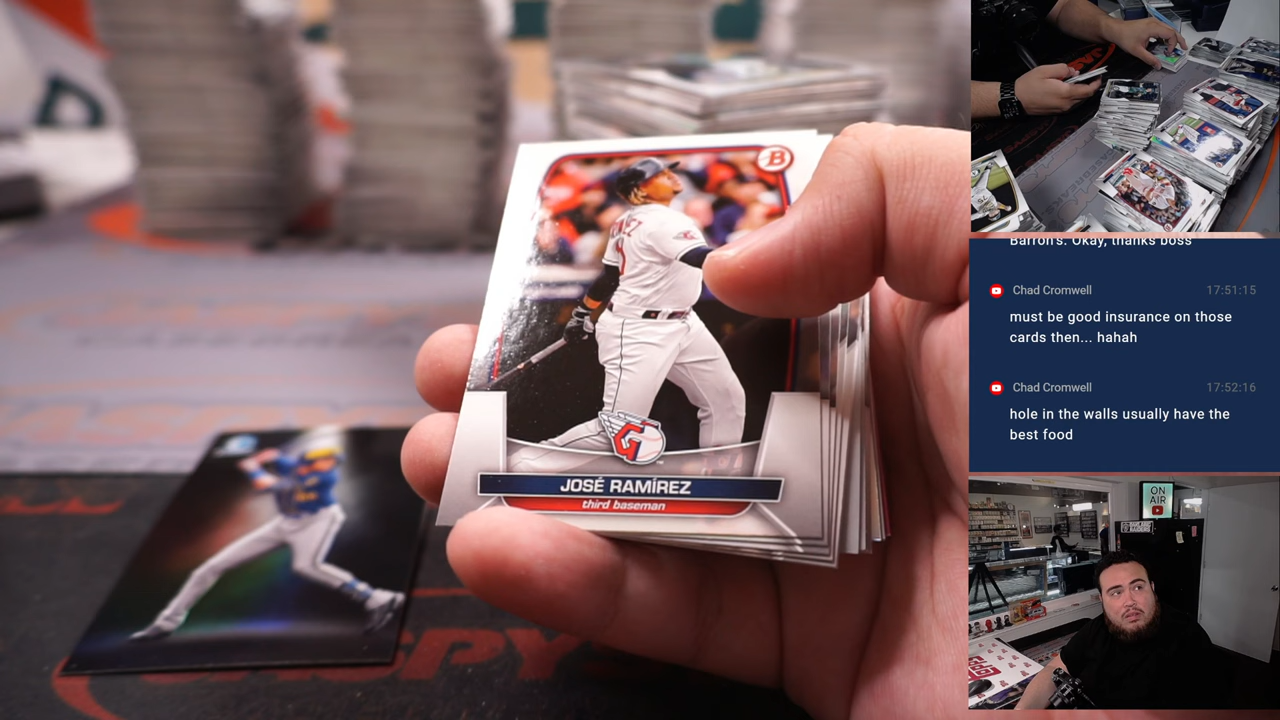 B
G
JOSÉ RAMÍREZ
third baseman
Barron's. Okay, thanks boss
Chad Cromwell 17:51:15
must be good insurance on those
cards then... hahah
Chad Cromwell 17:52:16
hole in the walls usually have the
best food
ON
AIR